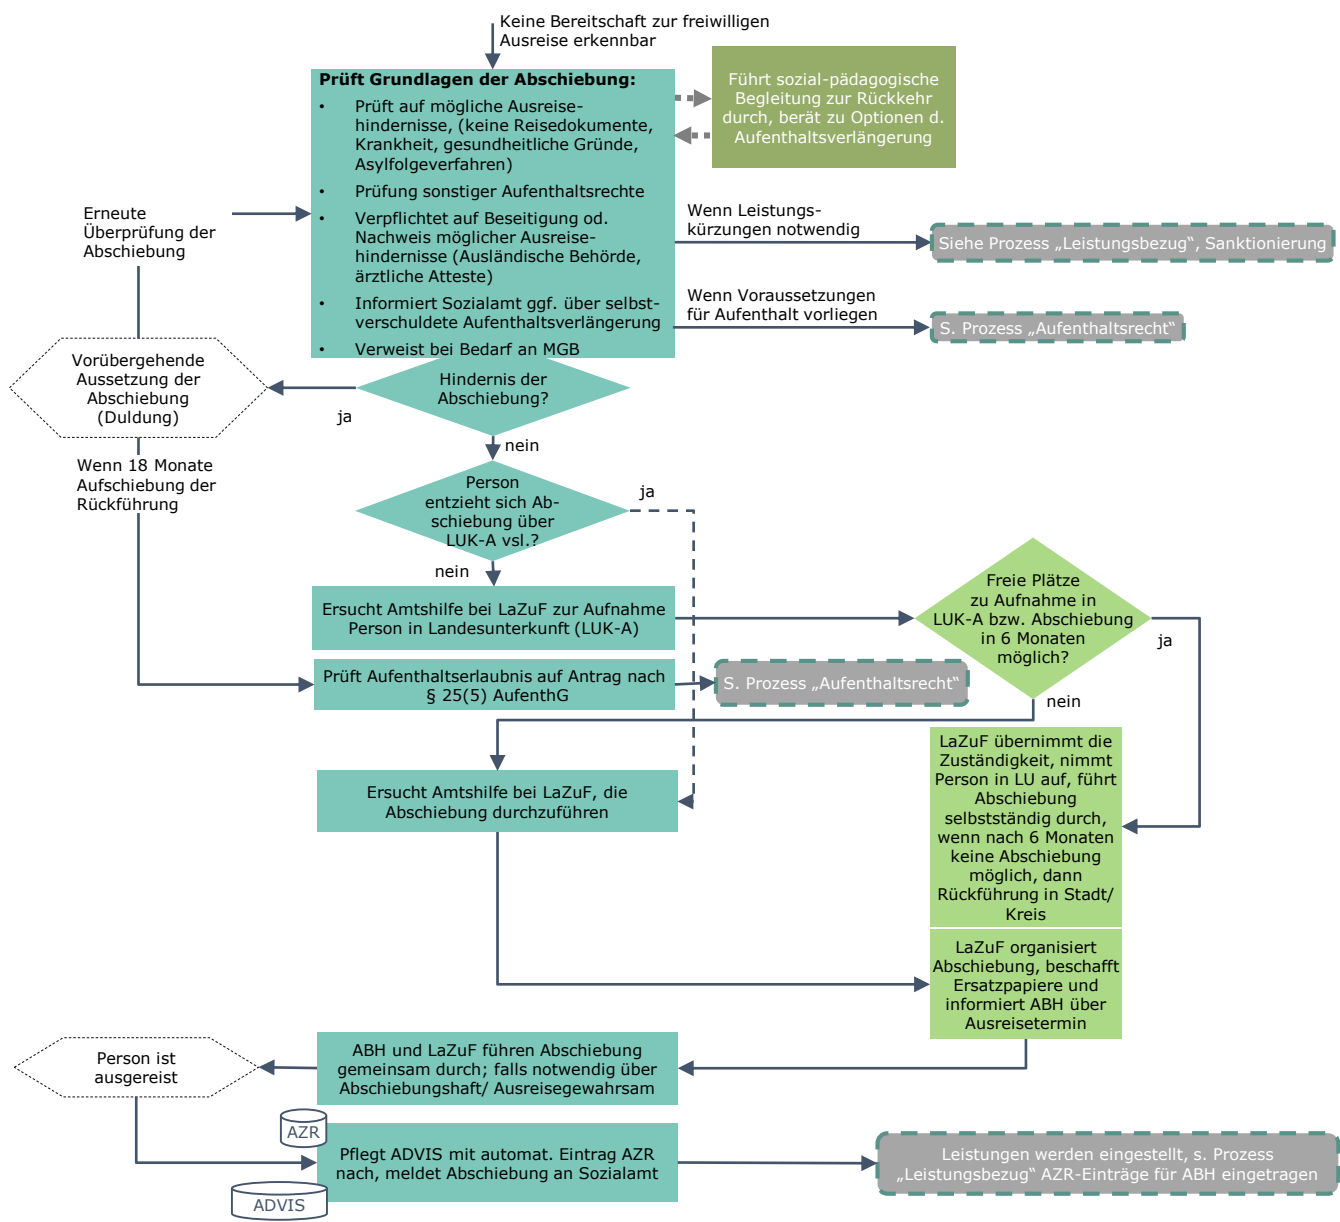 Keine Bereitschaft zur freiwilligen
Ausreise erkennbar
Prüft Grundlagen der Abschiebung:
• Prüft auf mögliche Ausreise-
hindernisse, (keine Reisedokumente,
Krankheit, gesundheitliche Gründe,
Asylfolgeverfahren)
• Prüfung sonstiger Aufenthaltsrechte
• Verpflichtet auf Beseitigung od.
Nachweis möglicher Ausreise-
hindernisse (Ausländische Behörde,
ärztliche Atteste)
• Informiert Sozialamt ggf. über selbst-
verschuldete Aufenthaltsverlängerung
• Verweist bei Bedarf an MGB
Führt sozial-pädagogische
Begleitung zur Rückkehr
durch, berät zu Optionen d.
Aufenthaltsverlängerung
Erneute
Überprüfung der
Abschiebung
Wenn Leistungs-
kürzungen notwendig
Siehe Prozess „Leistungsbezug“, Sanktionierung
Wenn Voraussetzungen
für Aufenthalt vorliegen
S. Prozess „Aufenthaltsrecht“
Vorübergehende
Aussetzung der
Abschiebung
(Duldung)
Hindernis der
Abschiebung?
ja
nein
Wenn 18 Monate
Aufschiebung der
Rückführung
Person
entzieht sich Ab-
schiebung über
LUK-A vsl.?
ja
nein
Ersucht Amtshilfe bei LaZuF zur Aufnahme
Person in Landesunterkunft (LUK-A)
Freie Plätze
zu Aufnahme in
LUK-A bzw. Abschiebung
in 6 Monaten
möglich?
ja
nein
Prüft Aufenthaltserlaubnis auf Antrag nach
§ 25(5) AufenthG
S. Prozess „Aufenthaltsrecht“
Ersucht Amtshilfe bei LaZuF, die
Abschiebung durchzuführen
LaZuF übernimmt die
Zuständigkeit, nimmt
Person in LU auf, führt
Abschiebung
selbstständig durch,
wenn nach 6 Monaten
keine Abschiebung
möglich, dann
Rückführung in Stadt/
Kreis
LaZuF organisiert
Abschiebung, beschafft
Ersatzpapiere und
informiert ABH über
Ausreisetermin
Person ist
ausgereist
ABH und LaZuF führen Abschiebung
gemeinsam durch; falls notwendig über
Abschiebungshaft/ Ausreisegewahrsam
AZR
Pflegt ADVIS mit automat. Eintrag AZR
nach, meldet Abschiebung an Sozialamt
ADVIS
Leistungen werden eingestellt, s. Prozess
„Leistungsbezug“ AZR-Einträge für ABH eingetragen